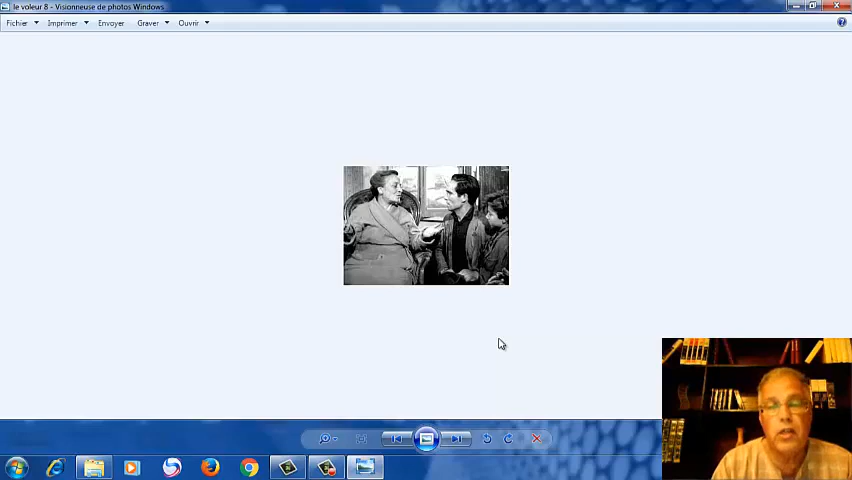 le voleur 8 - Visionneuse de photos Windows
Fichier Imprimer Envoyer Graver Ouvrir